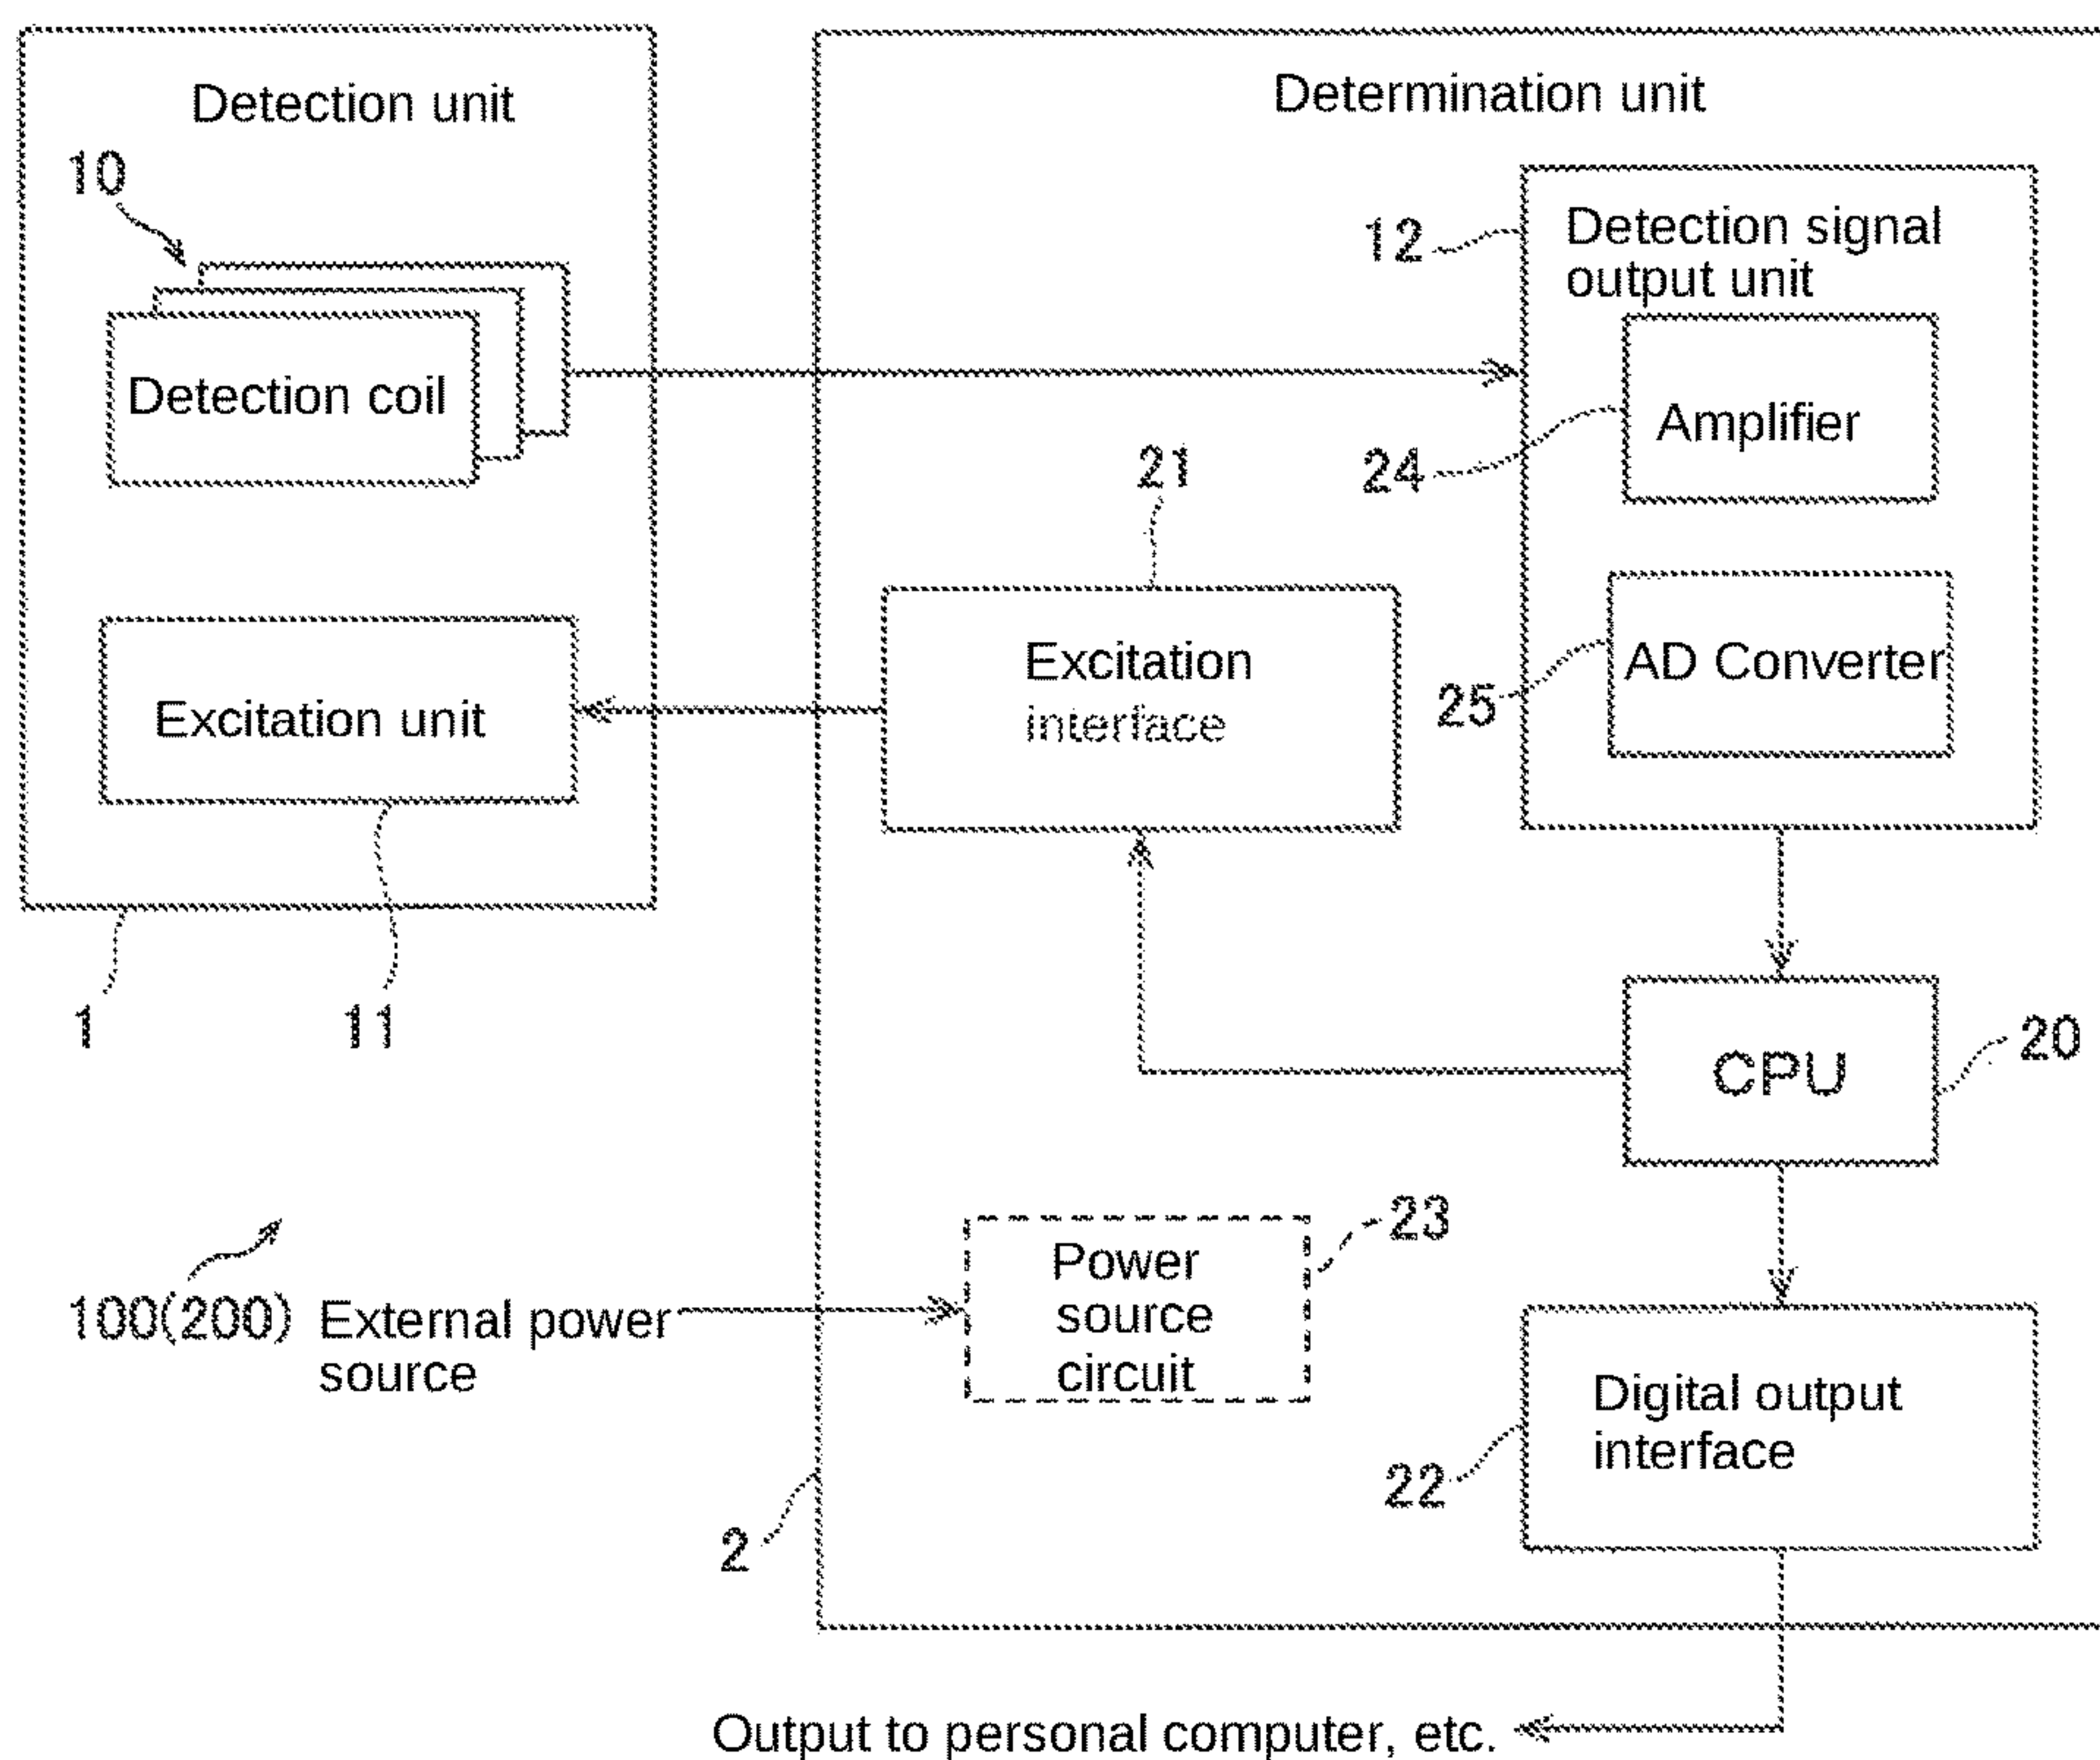 Detection unit
10
Detection coil
Excitation unit
1
11
Determination unit
12
Detection signal
output unit
24
Amplifier
25
AD Converter
21
Excitation
interface
CPU
20
100(200)
External power
source
23
Power
source
circuit
2
22
Digital output
interface
Output to personal computer, etc.